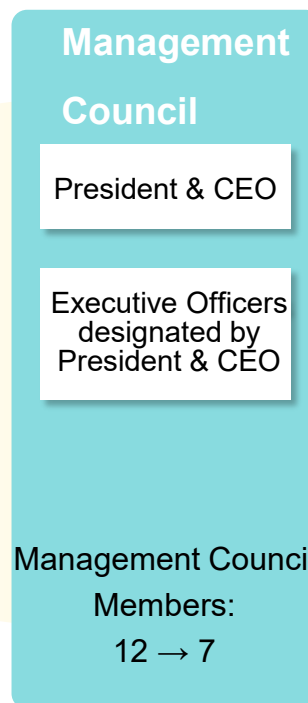 Management
Council
President & CEO
Executive Officers
designated by
President & CEO
Management Counci
Members:
12 → 7